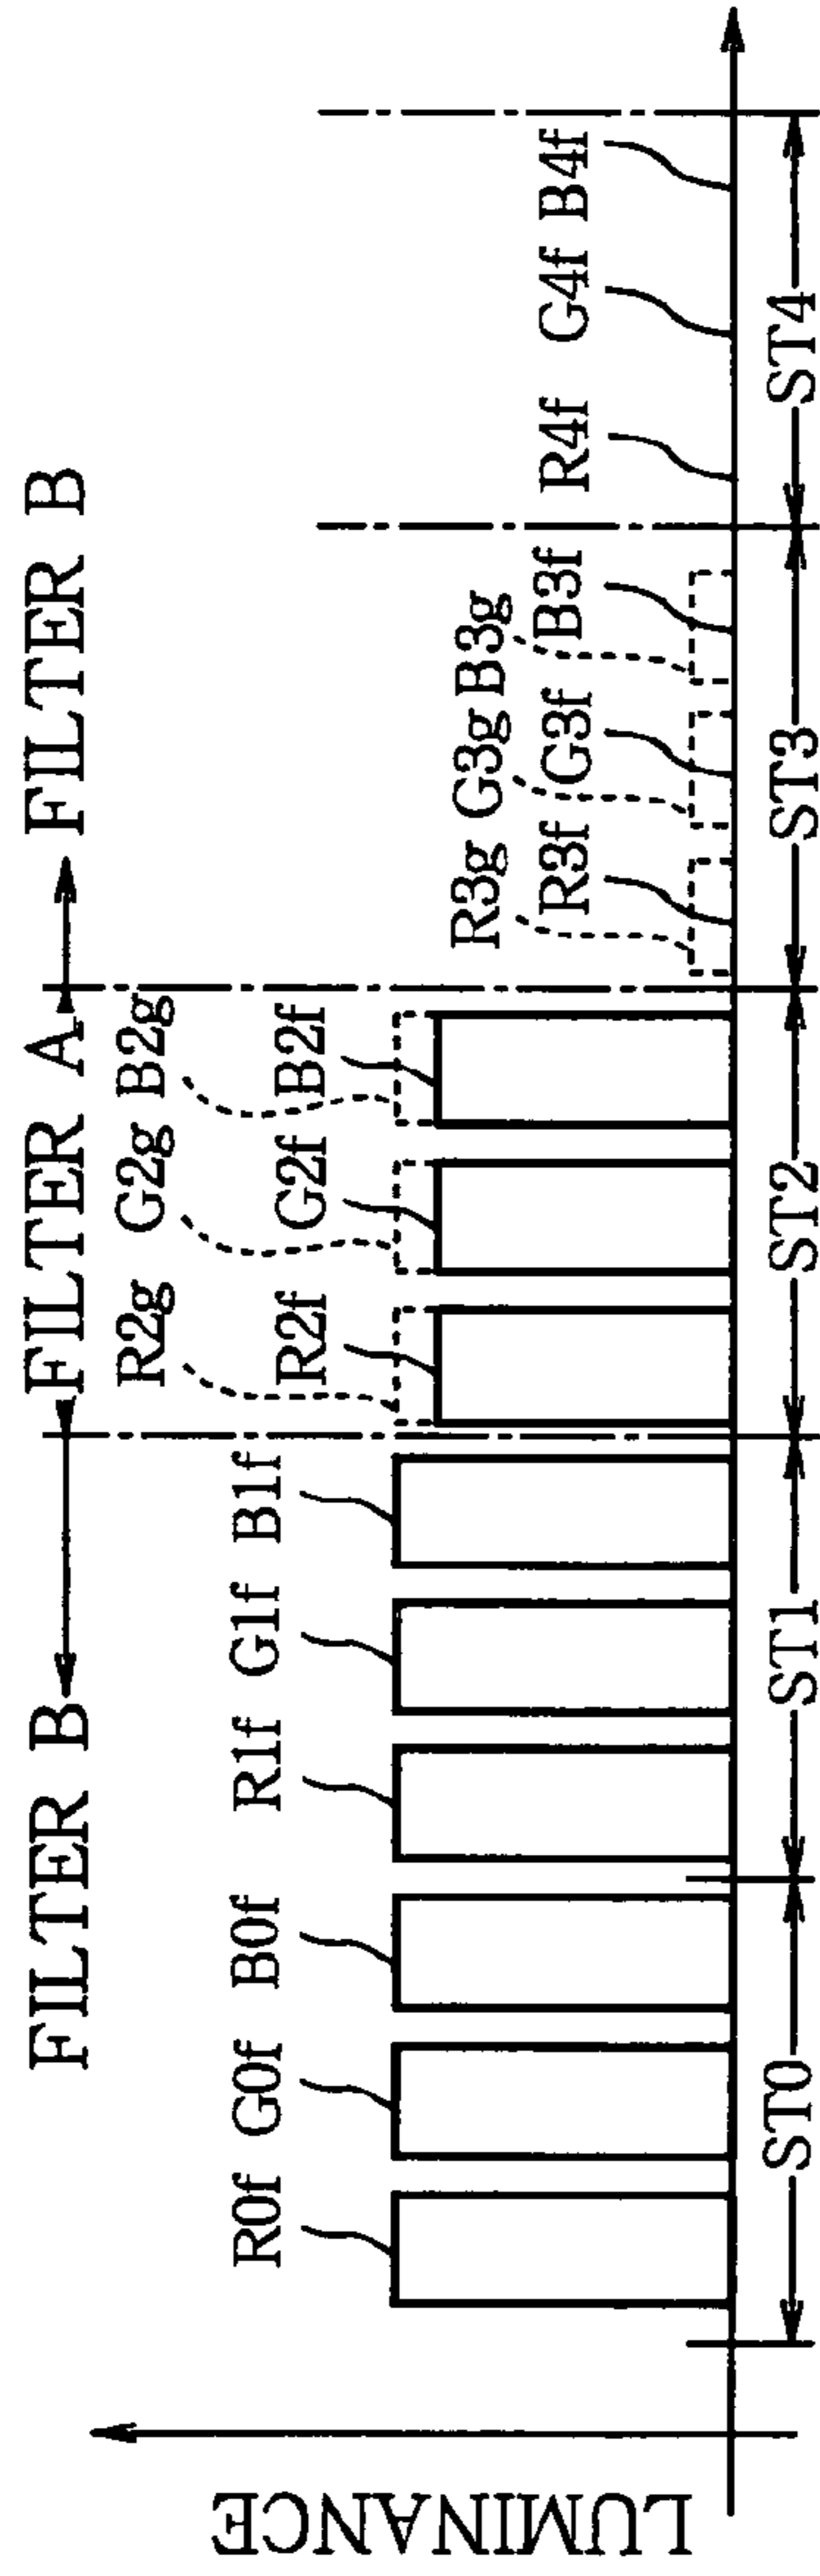 FILTER B FILTER A FILTER B
R2g G2g B2g
R0f G0f B0f R1f G1f B1f R2f G2f B2f
R3g G3g B3g
R3f G3f B3f R4f G4f B4f
LUMINANCE
ST0 ST1 ST2 ST3 ST4